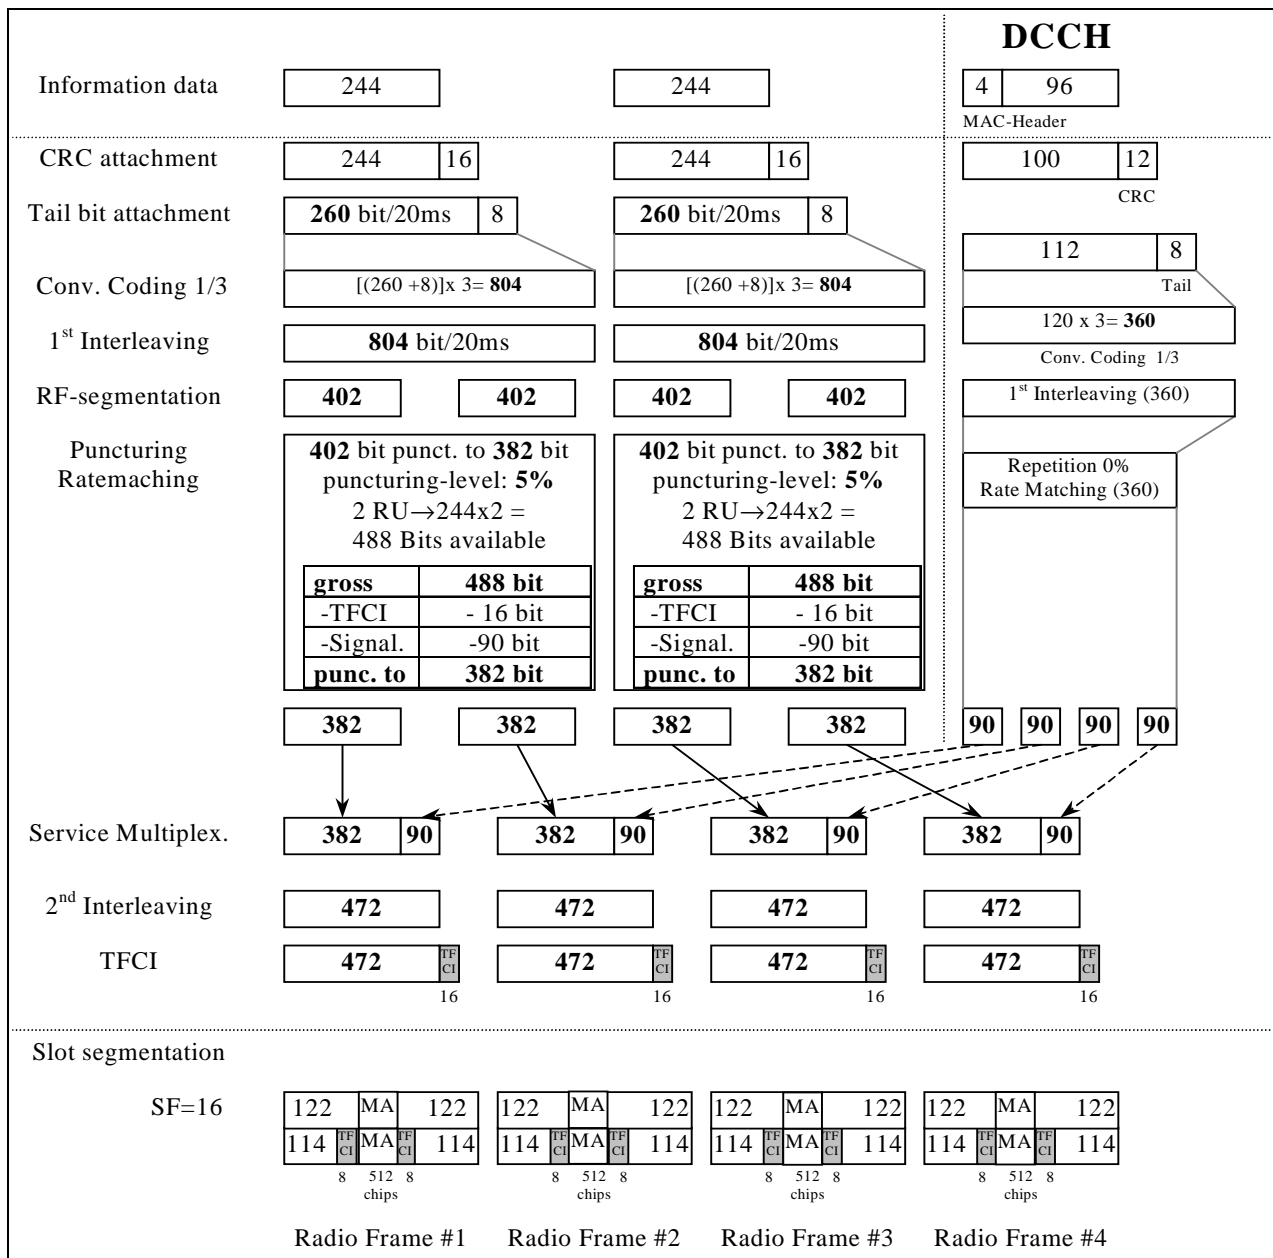 DCCH
Information data 244 244 4 96
MAC-Header
CRC attachment 244 16 244 16 100 12
CRC
Tail bit attachment 260 bit/20ms 8 260 bit/20ms 8
112 8
Tail
Conv. Coding 1/3 [(260 +8)]x 3= 804 [(260 +8)]x 3= 804
120 x 3= 360
Conv. Coding 1/3
1st Interleaving 804 bit/20ms 804 bit/20ms
RF-segmentation 402 402 402 402 1st Interleaving (360)
Puncturing
Ratemaching
402 bit punct. to 382 bit
puncturing-level: 5%
2 RU→244x2 =
488 Bits available
gross 488 bit
-TFCI - 16 bit
-Signal. -90 bit
punc. to 382 bit
402 bit punct. to 382 bit
puncturing-level: 5%
2 RU→244x2 =
488 Bits available
gross 488 bit
-TFCI - 16 bit
-Signal. -90 bit
punc. to 382 bit
Repetition 0%
Rate Matching (360)
382 382 382 382 90 90 90 90
Service Multiplex. 382 90 382 90 382 90 382 90
2nd Interleaving 472 472 472 472
TFCI 472 TF CI 472 TF CI 472 TF CI 472 TF CI
16 16 16 16
Slot segmentation
SF=16 122 MA 122 122 MA 122 122 MA 122 122 MA 122
114 TF CI MA TF CI 114 114 TF CI MA TF CI 114 114 TF CI MA TF CI 114 114 TF CI MA TF CI 114
8 512 8 8 512 8 8 512 8 8 512 8
chips chips chips chips
Radio Frame #1 Radio Frame #2 Radio Frame #3 Radio Frame #4